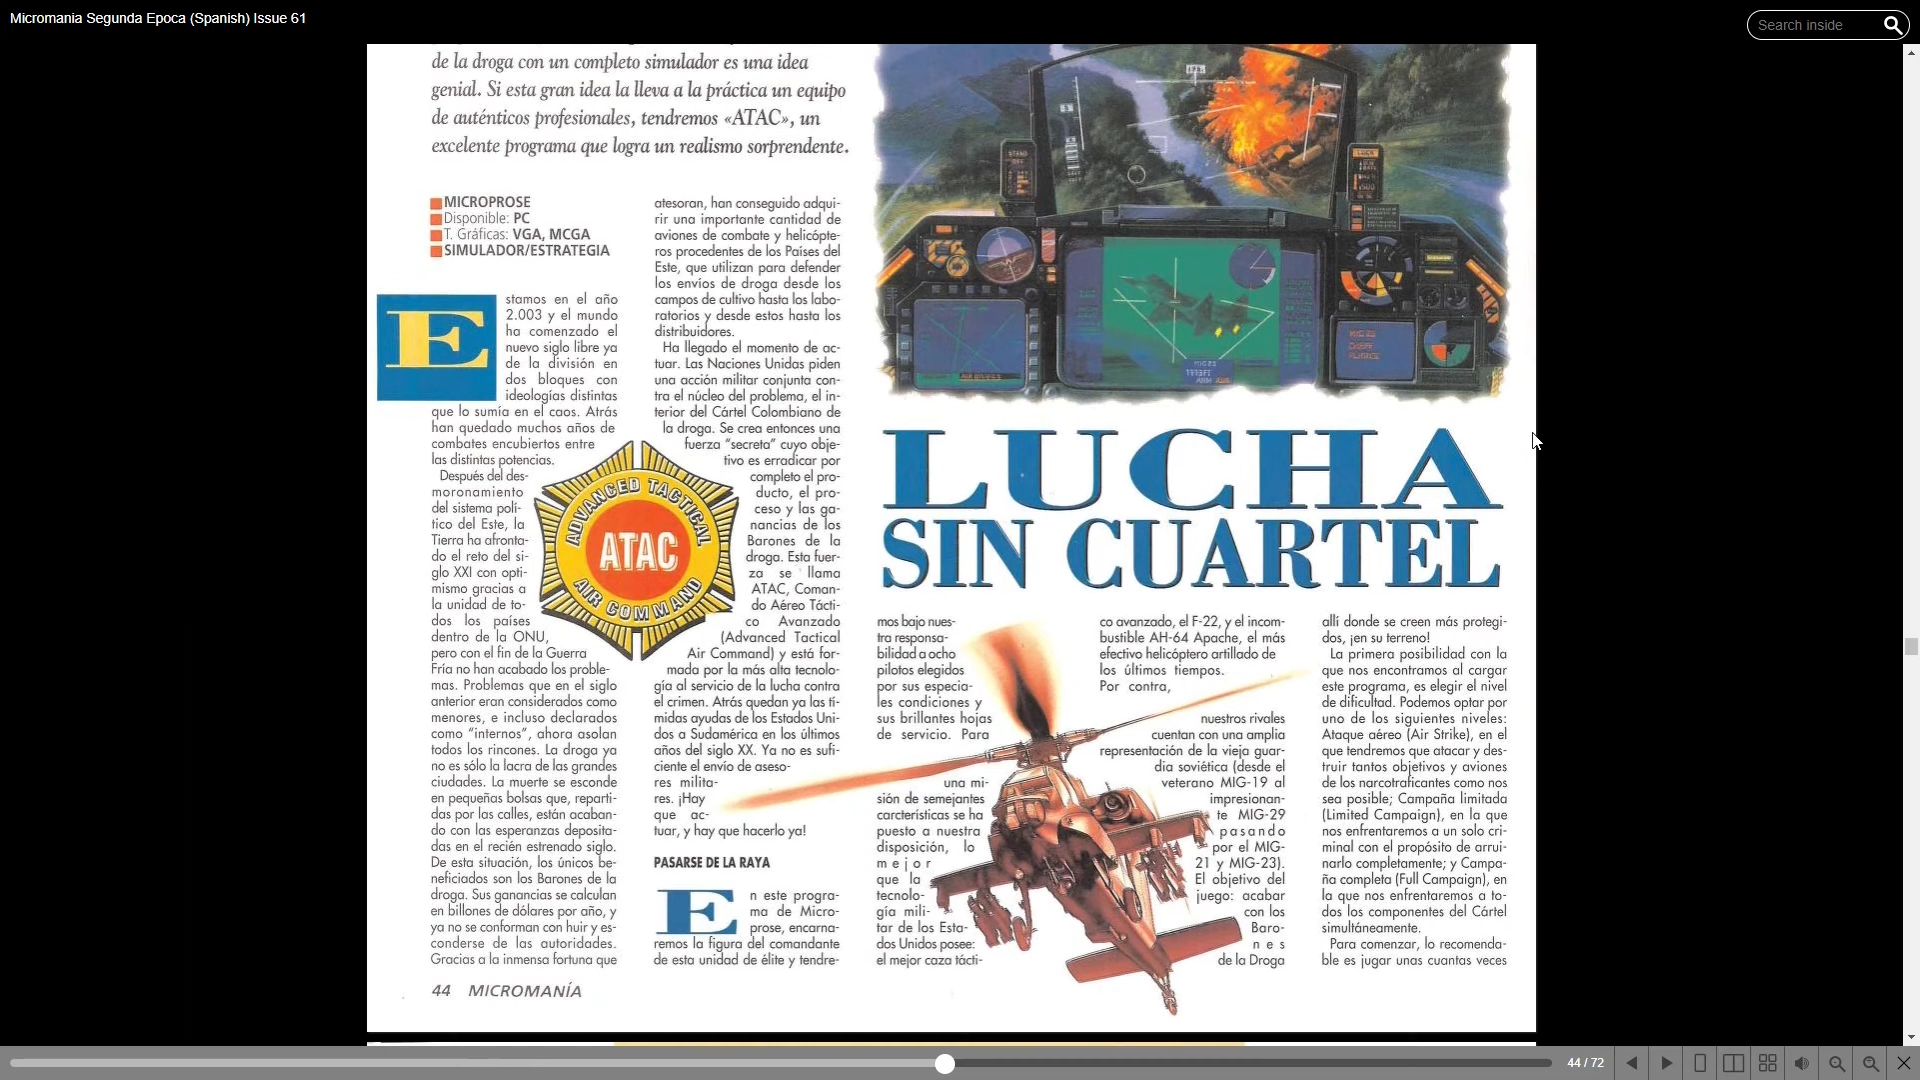 Micromania Segunda Epoca (Spanish) Issue 61
Search inside
de la droga con un completo simulador es una idea
genial. Si esta gran idea la lleva a la práctica un equipo
de auténticos profesionales, tendremos «ATAC», un
excelente programa que logra un realismo sorprendente.
MICROPROSE
Disponible: PC
T. Gráficas: VGA, MCGA
SIMULADOR/ESTRATEGIA
E
stamos en el año
2.003 y el mundo
ha comenzado el
nuevo siglo libre ya
de la división en
dos bloques con
ideologías distintas
que lo sumía en el caos. Atrás
han quedado muchos años de
combates encubiertos entre
las distintas potencias.
Después del des-
moronamiento
del sistema polí-
tico del Este, la
Tierra ha afronta-
do el reto del si-
glo XXI con opti-
mismo gracias a
la unidad de to-
dos los países
dentro de la ONU,
pero con el fin de la Guerra
Fría no han acabado los proble-
mas. Problemas que en el siglo
anterior eran considerados como
menores, e incluso declarados
como "internos", ahora asolan
todos los rincones. La droga ya
no es sólo la lacra de las grandes
ciudades. La muerte se esconde
en pequeñas bolsas que, reparti-
das por las calles, están acaban-
do con las esperanzas deposita-
das en el recién estrenado siglo.
De esta situación, los únicos be-
neficiados son los Barones de la
droga. Sus ganancias se calculan
en billones de dólares por año, y
ya no se conforman con huir y es-
conderse de las autoridades.
Gracias a la inmensa fortuna que
ADVANCED TACTICAL
ATAC
AIR COMMAND
atesoran, han conseguido adqui-
rir una importante cantidad de
aviones de combate y helicópte-
ros procedentes de los Países del
Este, que utilizan para defender
los envíos de droga desde los
campos de cultivo hasta los labo-
ratorios y desde estos hasta los
distribuidores.
Ha llegado el momento de ac-
tuar. Las Naciones Unidas piden
una acción militar conjunta con-
tra el núcleo del problema, el in-
terior del Cártel Colombiano de
la droga. Se crea entonces una
fuerza "secreta" cuyo obje-
tivo es erradicar por
completo el pro-
ducto, el pro-
ceso y las ga-
nancias de los
Barones de la
droga. Esta fuer-
za se llama
ATAC, Coman-
do Aéreo Tácti-
co Avanzado
(Advanced Tactical
Air Command) y está for-
mada por la más alta tecnolo-
gía al servicio de la lucha contra
el crimen. Atrás quedan ya las tí-
midas ayudas de los Estados Uni-
dos a Sudamérica en los últimos
años del siglo XX. Ya no es sufi-
ciente el envío de aseso-
res milita-
res. ¡Hay
que ac-
tuar, y hay que hacerlo ya!
PASARSE DE LA RAYA
E
n este progra-
ma de Micro-
prose, encarna-
remos la figura del comandante
de esta unidad de élite y tendre-
LUCHA
SIN CUARTEL
mos bajo nues-
tra responsa-
bilidad a ocho
pilotos elegidos
por sus especia-
les condiciones y
sus brillantes hojas
de servicio. Para
una mi-
sión de semejantes
carcterísticas se ha
puesto a nuestra
disposición, lo
mejor
que la
tecnolo-
gía mili-
tar de los Esta-
dos Unidos posee:
el mejor caza tácti-
co avanzado, el F-22, y el incom-
bustible AH-64 Apache, el más
efectivo helicóptero artillado de
los últimos tiempos.
Por contra,
nuestros rivales
cuentan con una amplia
representación de la vieja guar-
dia soviética (desde el
veterano MIG-19 al
impresionan-
te MIG-29
pasando
por el MIG-
21 y MIG-23).
El objetivo del
juego: acabar
con los
Baro-
nes
de la Droga
allí donde se creen más protegi-
dos, ¡en su terreno!
La primera posibilidad con la
que nos encontramos al cargar
este programa, es elegir el nivel
de dificultad. Podemos optar por
uno de los siguientes niveles:
Ataque aéreo (Air Strike), en el
que tendremos que atacar y des-
truir tantos objetivos y aviones
de los narcotraficantes como nos
sea posible; Campaña limitada
(Limited Campaign), en la que
nos enfrentaremos a un solo cri-
minal con el propósito de arrui-
narlo completamente; y Campa-
ña completa (Full Campaign), en
la que nos enfrentaremos a to-
dos los componentes del Cártel
simultáneamente.
Para comenzar, lo recomenda-
ble es jugar unas cuantas veces
44 MICROMANÍA
44 / 72